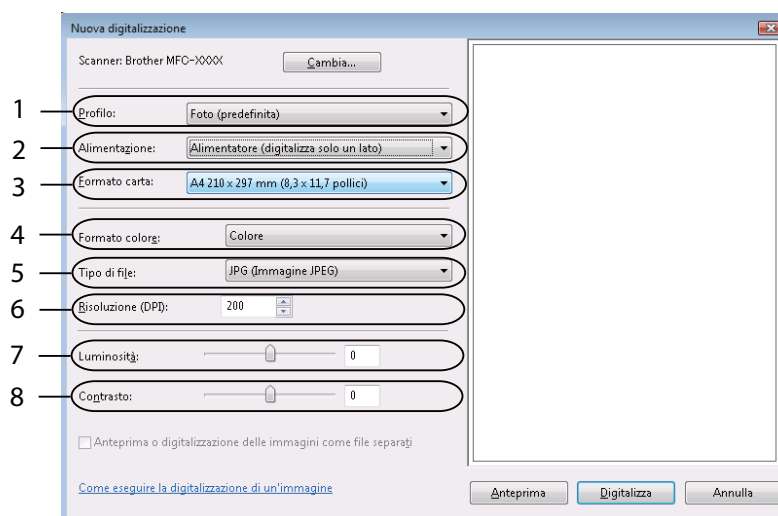 Nuova digitalizzazione
Scanner: Brother MFC-XXXX Cambia...
1 Profilo: Foto (predefinita)
2 Alimentazione: Alimentatore (digitalizza solo un lato)
3 Formato carta: A4 210 x 297 mm (8,3 x 11,7 pollici)
4 Formato colore: Colore
5 Tipo di file: JPG (Immagine JPEG)
6 Risoluzione (DPI): 200
7 Luminosità: 0
8 Contrasto: 0
Anteprima o digitalizzazione delle immagini come file separati
Come eseguire la digitalizzazione di un'immagine Anteprima Digitalizza Annulla